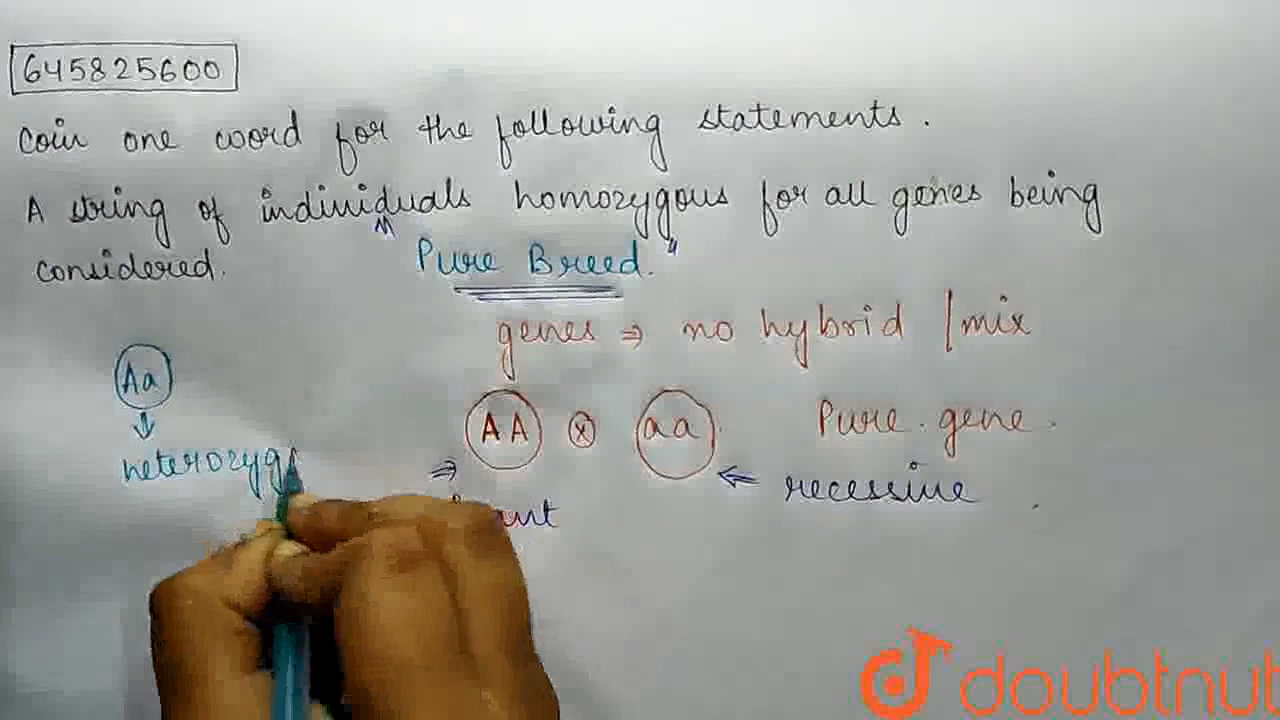 645825600
Coin one word for the following statements.
A string of individuals homozygous for all genes being
considered. "Pure Breed."
genes ⇒ no hybrid / mix
Aa
AA ⊗ aa Pure gene.
heterozyg
⇐ recessive
doubtnut